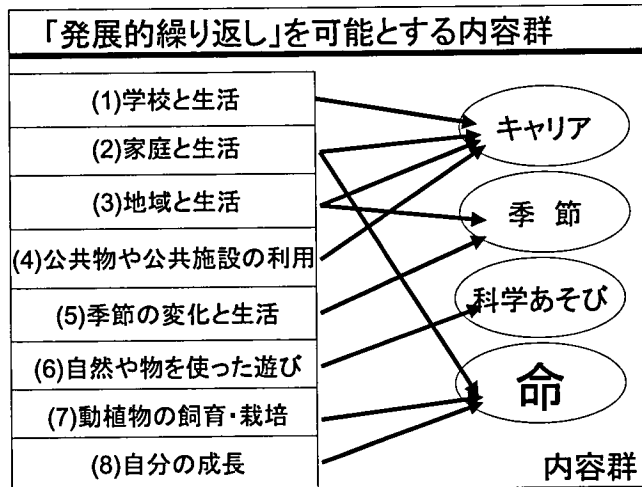 「発展的繰り返し」を可能とする内容群
(1)学校と生活
(2)家庭と生活
(3)地域と生活
(4)公共物や公共施設の利用
(5)季節の変化と生活
(6)自然や物を使った遊び
(7)動植物の飼育・栽培
(8)自分の成長
キャリア
季 節
科学あそび
命
内容群